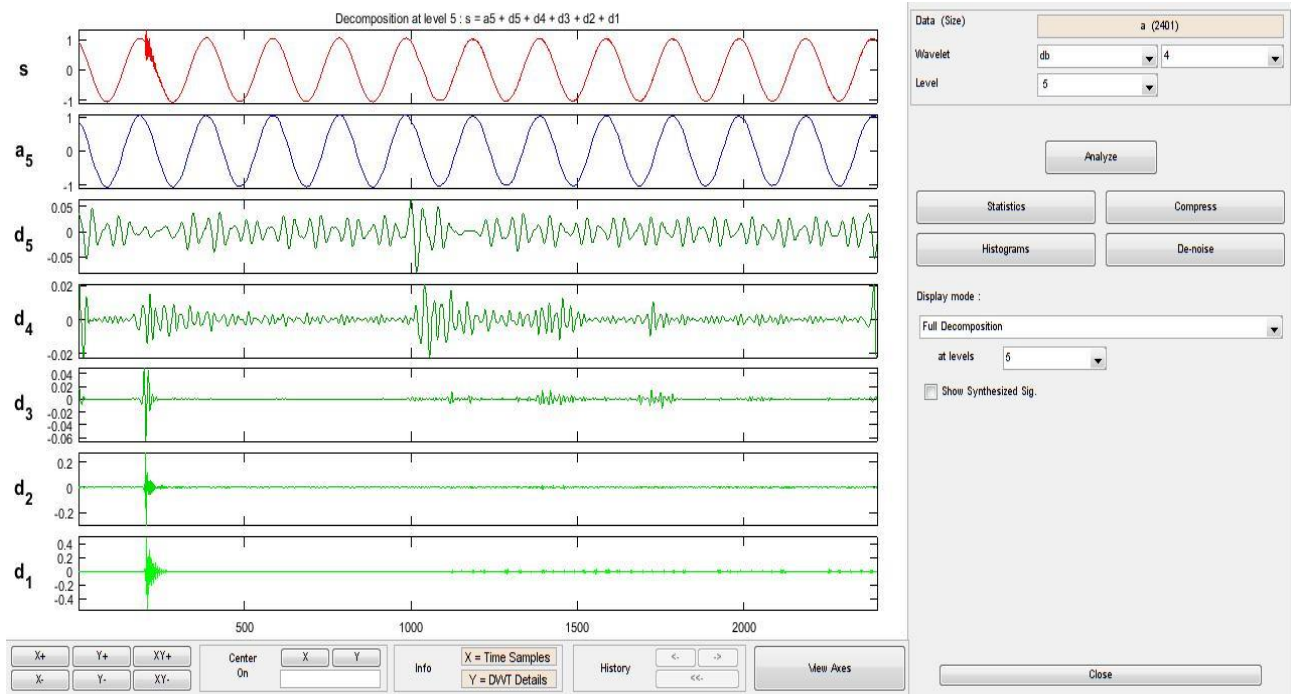 Decomposition at level 5 : s = a5 + d5 + d4 + d3 + d2 + d1
s
1
0
-1
a5
1
0
-1
d5
0.05
0
-0.05
d4
0.02
0
-0.02
d3
0.04
0.02
0
-0.02
-0.04
-0.06
d2
0.2
0
-0.2
d1
0.4
0.2
0
-0.2
-0.4
500 1000 1500 2000
X+ Y+ XY+
X- Y- XY-
Center
On
X Y
Info
X = Time Samples
Y = DWT Details
History
<- ->
<<-
View Axes
Data (Size) a (2401)
Wavelet db 4
Level 5
Analyze
Statistics Compress
Histograms De-noise
Display mode :
Full Decomposition
at levels 5
Show Synthesized Sig.
Close